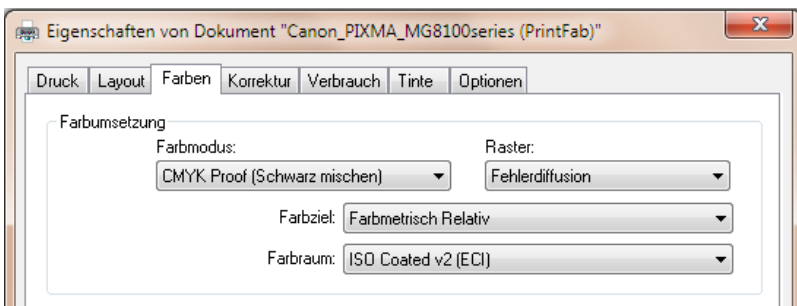 Eigenschaften von Dokument "Canon_PIXMA_MG8100series (PrintFab)"
Druck Layout Farben Korrektur Verbrauch Tinte Optionen
Farbumsetzung
Farbmodus: Raster:
CMYK Proof (Schwarz mischen) Fehlerdiffusion
Farbziel: Farbmetrisch Relativ
Farbraum: ISO Coated v2 (ECI)